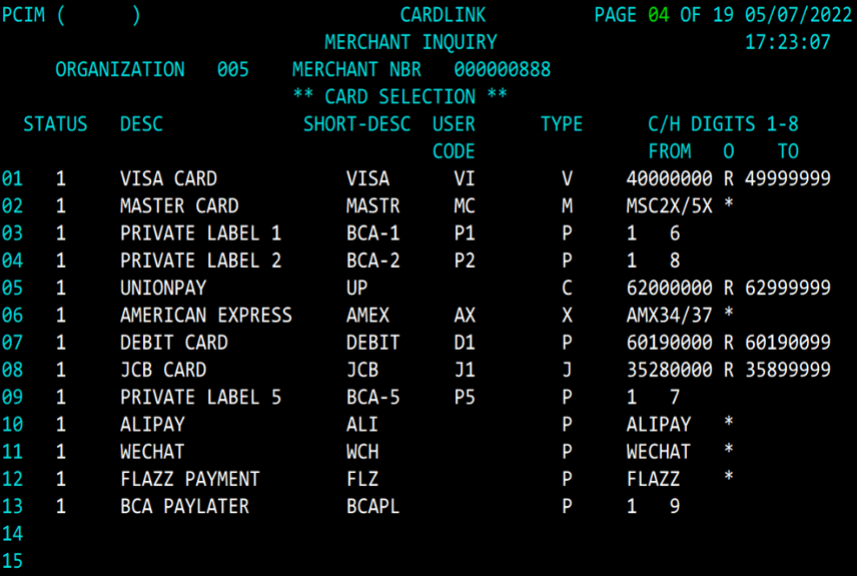 PCIM (      )                        CARDLINK          PAGE 04 OF 19 05/07/2022
MERCHANT INQUIRY              17:23:07
ORGANIZATION   005    MERCHANT NBR   000000888
** CARD SELECTION **
STATUS   DESC             SHORT-DESC  USER      TYPE      C/H DIGITS 1-8
CODE                FROM   O    TO
01   1     VISA CARD            VISA      VI        V     40000000 R 49999999
02   1     MASTER CARD          MASTR     MC        M     MSC2X/5X *
03   1     PRIVATE LABEL 1      BCA-1     P1        P     1   6
04   1     PRIVATE LABEL 2      BCA-2     P2        P     1   8
05   1     UNIONPAY             UP                  C     62000000 R 62999999
06   1     AMERICAN EXPRESS     AMEX      AX        X     AMX34/37 *
07   1     DEBIT CARD           DEBIT     D1        P     60190000 R 60190099
08   1     JCB CARD             JCB       J1        J     35280000 R 35899999
09   1     PRIVATE LABEL 5      BCA-5     P5        P     1   7
10   1     ALIPAY               ALI                 P     ALIPAY   *
11   1     WECHAT               WCH                 P     WECHAT   *
12   1     FLAZZ PAYMENT        FLZ                 P     FLAZZ    *
13   1     BCA PAYLATER         BCAPL               P     1   9
14
15